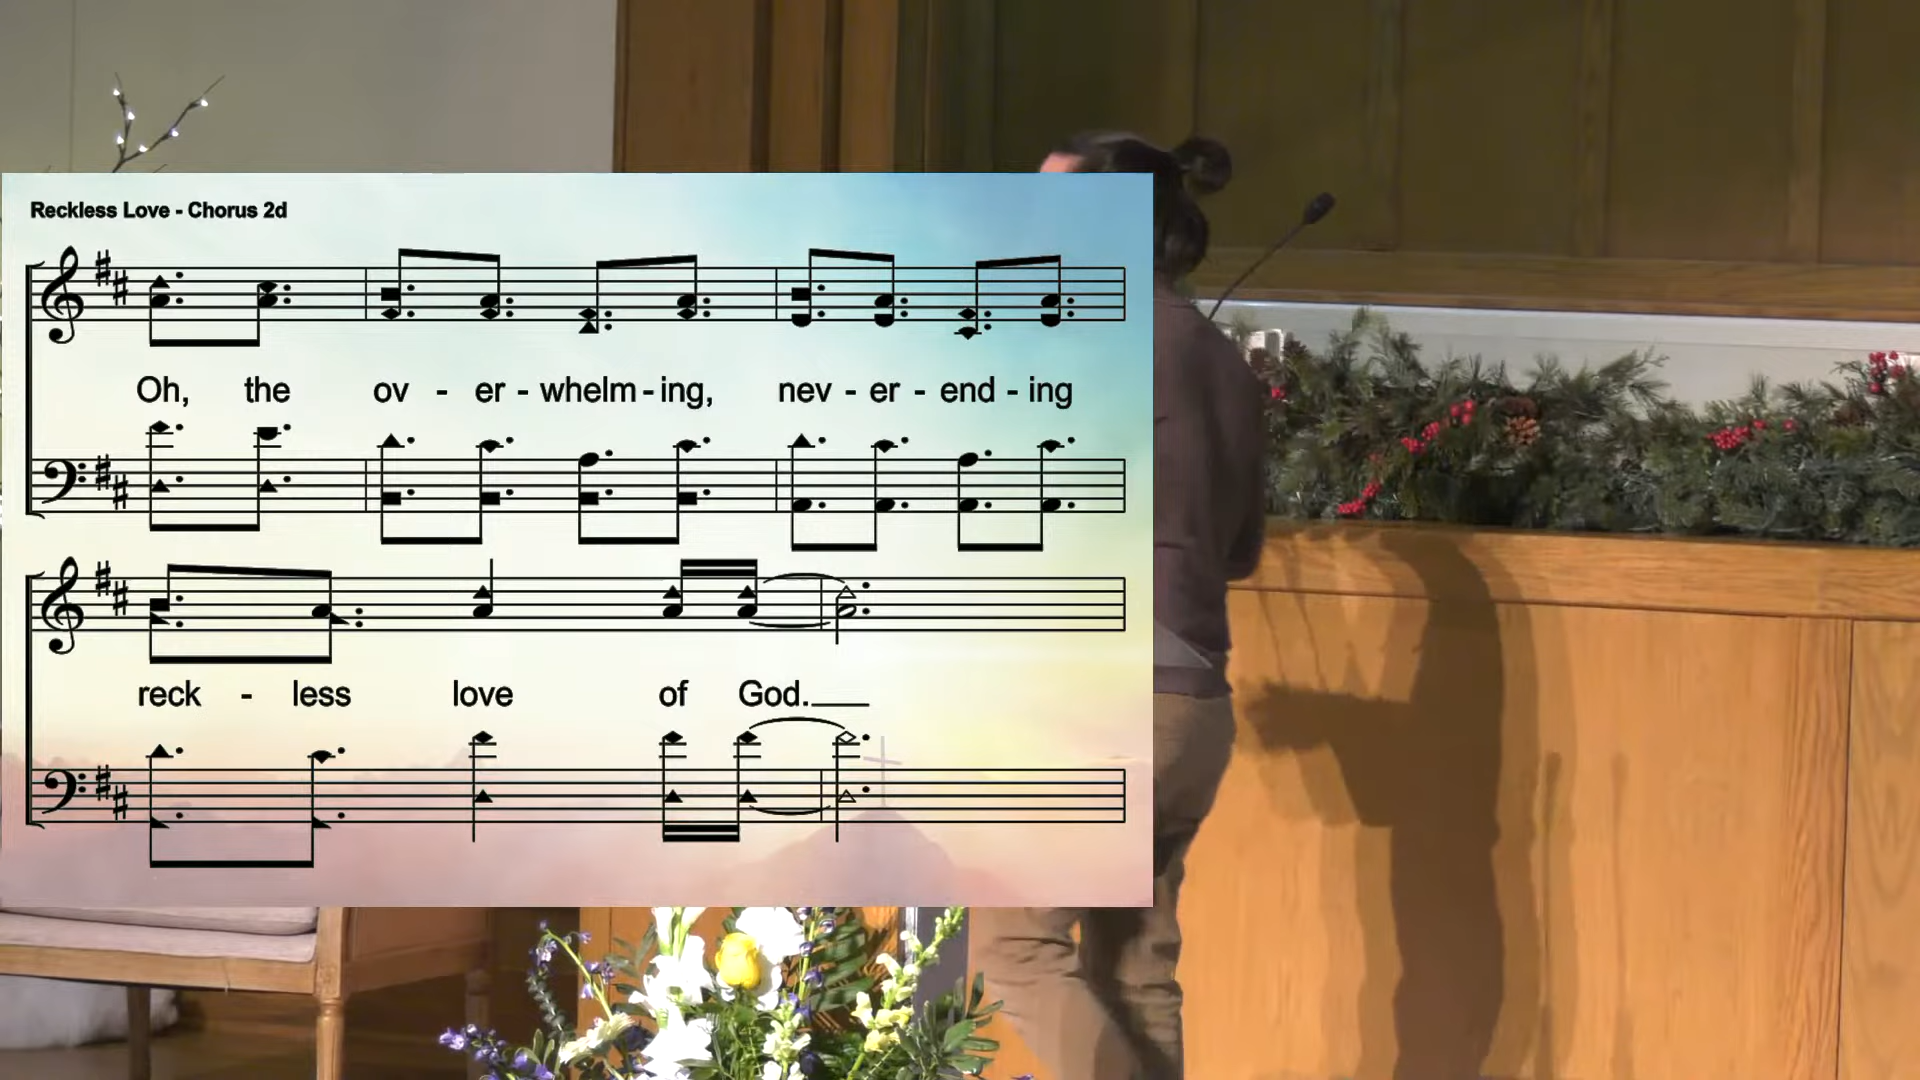 Reckless Love - Chorus 2d
Oh, the ov - er - whelm - ing, nev - er - end - ing
reck - less love of God.